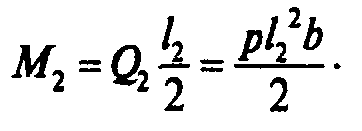 M₂ = Q₂ l₂/2 = pl₂²b/2.